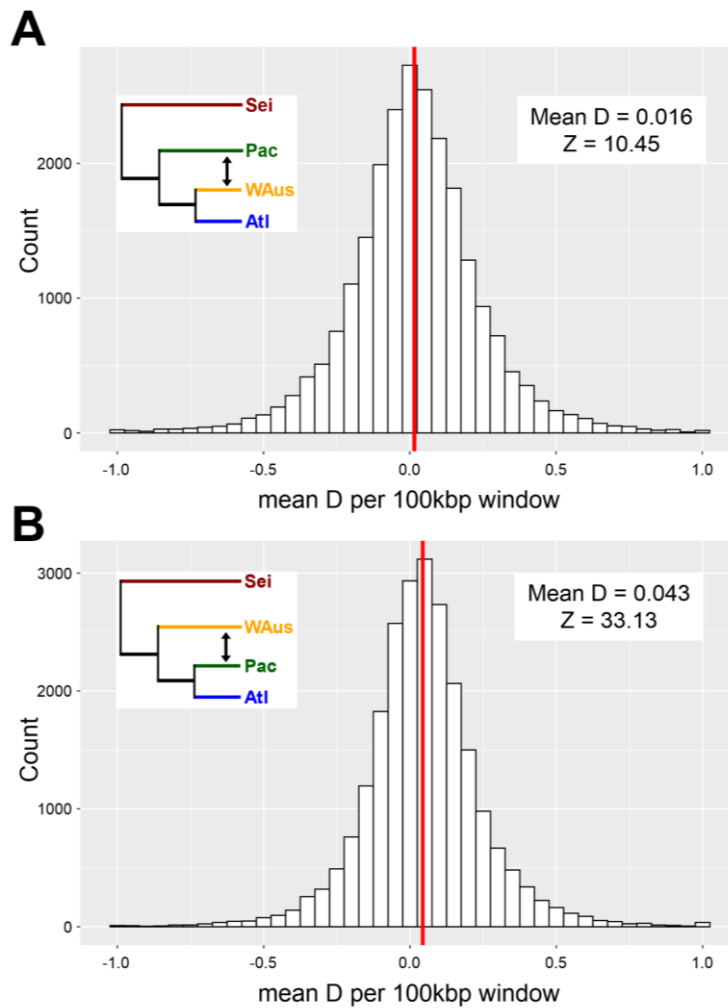 A
Sei
Pac
WAus
Atl
Mean D = 0.016
Z = 10.45
Count
2000
1000
0
-1.0
-0.5
0.0
0.5
1.0
mean D per 100kbp window
B
Sei
WAus
Pac
Atl
Mean D = 0.043
Z = 33.13
Count
3000
2000
1000
0
-1.0
-0.5
0.0
0.5
1.0
mean D per 100kbp window